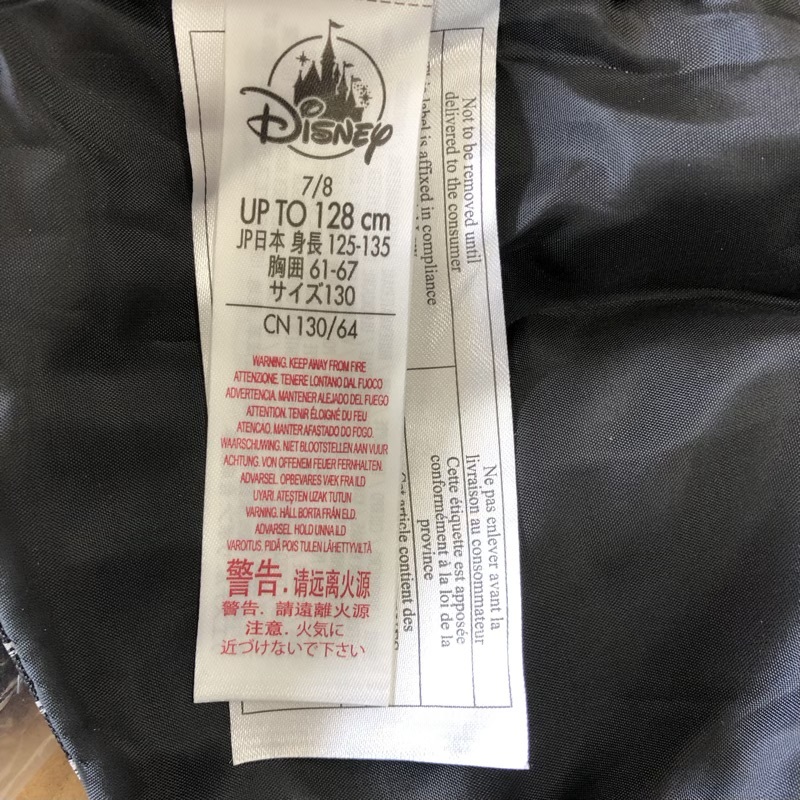 DISNEY
7/8
UP TO 128 cm
JP日本 身長 125-135
胸囲 61-67
サイズ130
CN 130/64
WARNING. KEEP AWAY FROM FIRE
ATTENZIONE. TENERE LONTANO DAL FUOCO
ADVERTENCIA. MANTENER ALEJADO DEL FUEGO
ATTENTION. TENIR ÉLOIGNÉ DU FEU
ATENCAO. MANTER AFASTADO DO FOGO.
WAARSCHUWING. NIET BLOOTSTELLEN AAN VUUR
ACHTUNG. VON OFFENEM FEUER FERNHALTEN.
ADVARSEL. OPBEVARES VÆK FRA ILD
UYARI. ATEŞTEN UZAK TUTUN
VARNING. HÅLL BORTA FRÅN ELD.
ADVARSEL. HOLD UNNA ILD
VAROITUS. PIDÄ POIS TULEN LÄHETTYVILTÄ
警告.请远离火源
警告. 請遠離火源
注意. 火気に
近づけないで下さい
Not to be removed until
delivered to the consumer
label is affixed in compliance
Ne pas enlever avant la
livraison au consommateur
Cette étiquette est apposée
conformément à la loi de la
province
Cet article contient des